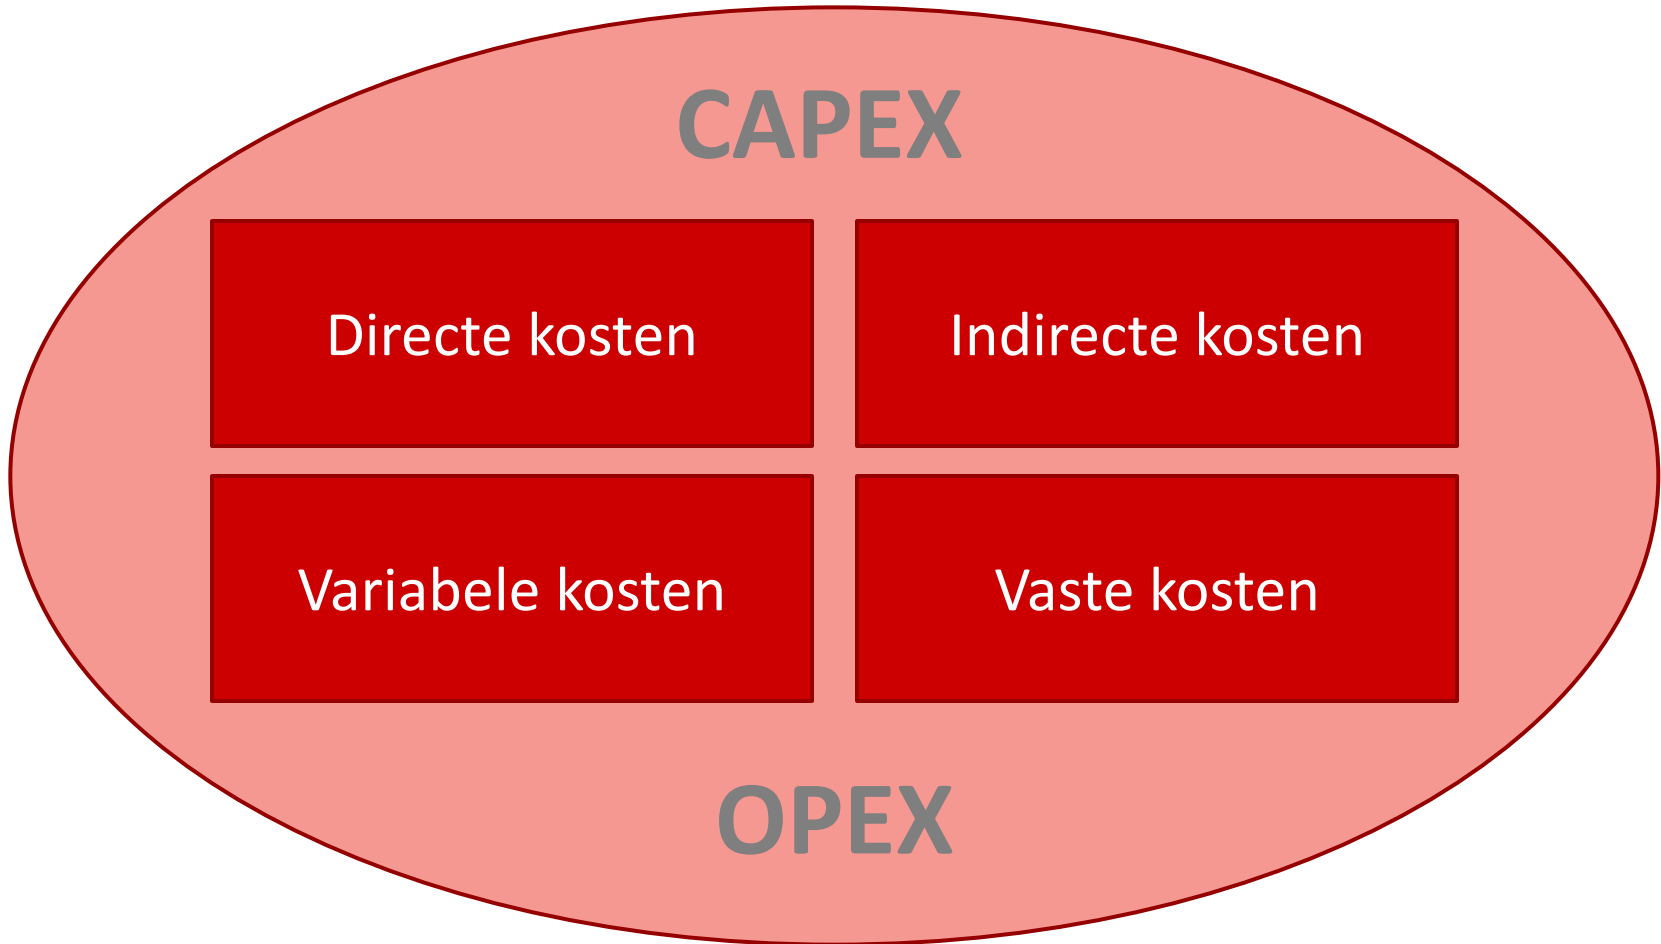 CAPEX
Directe kosten
Indirecte kosten
Variabele kosten
Vaste kosten
OPEX